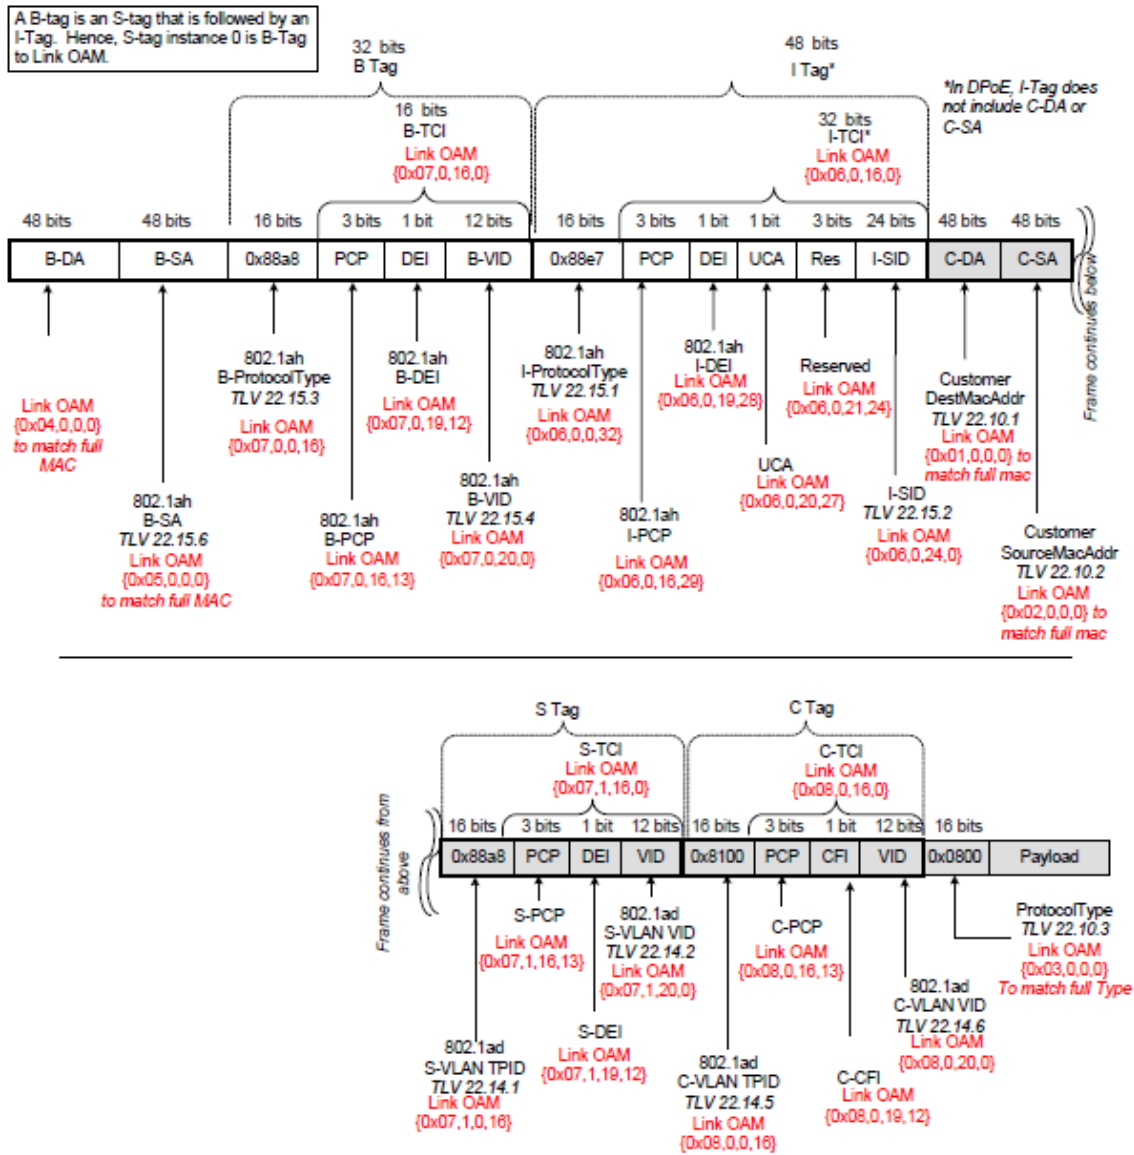 A B-tag is an S-tag that is followed by an
I-Tag.  Hence, S-tag instance 0 is B-Tag
to Link OAM.
32 bits
B Tag
48 bits
I Tag*
*In DPoE, I-Tag does
not include C-DA or
C-SA
16 bits
B-TCI
Link OAM
{0x07,0,16,0}
32 bits
I-TCI*
Link OAM
{0x06,0,16,0}
48 bits 48 bits 16 bits 3 bits 1 bit 12 bits 16 bits 3 bits 1 bit 1 bit 3 bits 24 bits 48 bits 48 bits
B-DA B-SA 0x88a8 PCP DEI B-VID 0x88e7 PCP DEI UCA Res I-SID C-DA C-SA
Frame continues below
Link OAM
{0x04,0,0,0}
to match full
MAC
802.1ah
B-SA
TLV 22.15.6
Link OAM
{0x05,0,0,0}
to match full MAC
802.1ah
B-ProtocolType
TLV 22.15.3
Link OAM
{0x07,0,0,16}
802.1ah
B-PCP
Link OAM
{0x07,0,16,13}
802.1ah
B-DEI
Link OAM
{0x07,0,19,12}
802.1ah
B-VID
TLV 22.15.4
Link OAM
{0x07,0,20,0}
802.1ah
I-ProtocolType
TLV 22.15.1
Link OAM
{0x06,0,0,32}
802.1ah
I-PCP
Link OAM
{0x06,0,16,29}
802.1ah
I-DEI
Link OAM
{0x06,0,19,28}
UCA
Link OAM
{0x06,0,20,27}
Reserved
Link OAM
{0x06,0,21,24}
I-SID
TLV 22.15.2
Link OAM
{0x06,0,24,0}
Customer
DestMacAddr
TLV 22.10.1
Link OAM
{0x01,0,0,0} to
match full mac
Customer
SourceMacAddr
TLV 22.10.2
Link OAM
{0x02,0,0,0} to
match full mac
S Tag
C Tag
S-TCI
Link OAM
{0x07,1,16,0}
C-TCI
Link OAM
{0x08,0,16,0}
Frame continues from
above
16 bits 3 bits 1 bit 12 bits 16 bits 3 bits 1 bit 12 bits 16 bits
0x88a8 PCP DEI VID 0x8100 PCP CFI VID 0x0800 Payload
802.1ad
S-VLAN TPID
TLV 22.14.1
Link OAM
{0x07,1,0,16}
S-PCP
Link OAM
{0x07,1,16,13}
S-DEI
Link OAM
{0x07,1,19,12}
802.1ad
S-VLAN VID
TLV 22.14.2
Link OAM
{0x07,1,20,0}
802.1ad
C-VLAN TPID
TLV 22.14.5
Link OAM
{0x08,0,0,16}
C-PCP
Link OAM
{0x08,0,16,13}
C-CFI
Link OAM
{0x08,0,19,12}
802.1ad
C-VLAN VID
TLV 22.14.6
Link OAM
{0x08,0,20,0}
ProtocolType
TLV 22.10.3
Link OAM
{0x03,0,0,0}
To match full Type